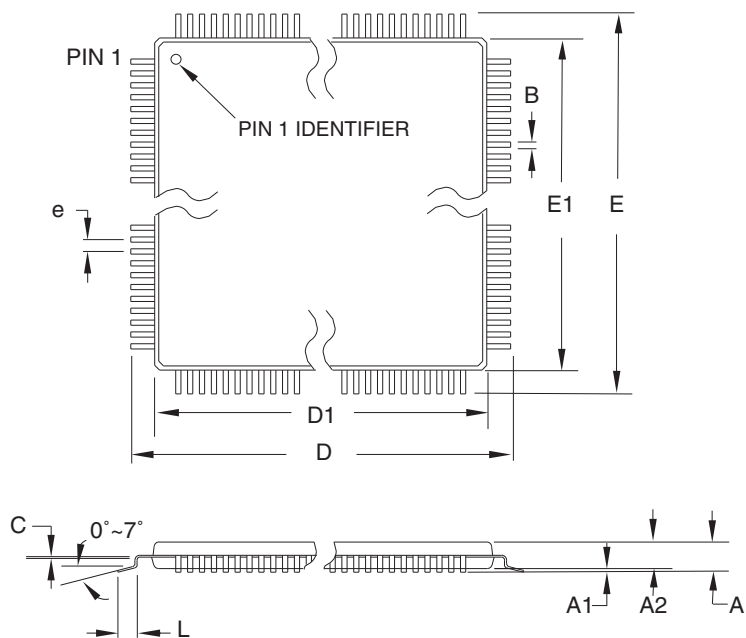 PIN 1
B
PIN 1 IDENTIFIER
e
E1
E
D1
D
C
0°~7°
L
A1
A2
A